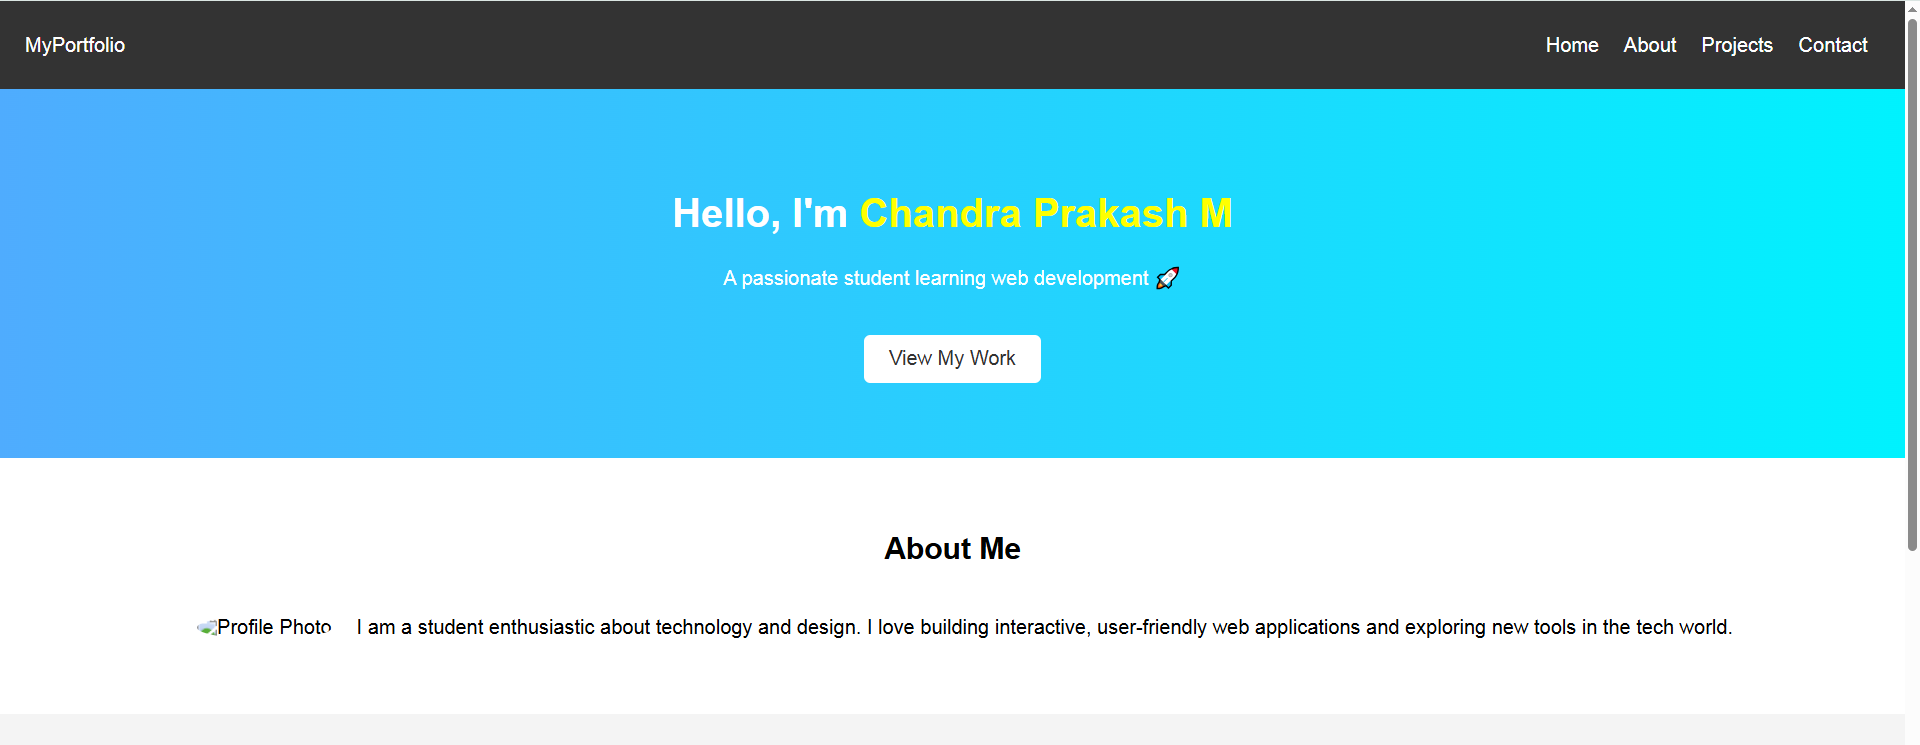 MyPortfolio
Home About Projects Contact
Hello, I'm Chandra Prakash M
A passionate student learning web development 🚀
View My Work
About Me
Profile Photo
I am a student enthusiastic about technology and design. I love building interactive, user-friendly web applications and exploring new tools in the tech world.